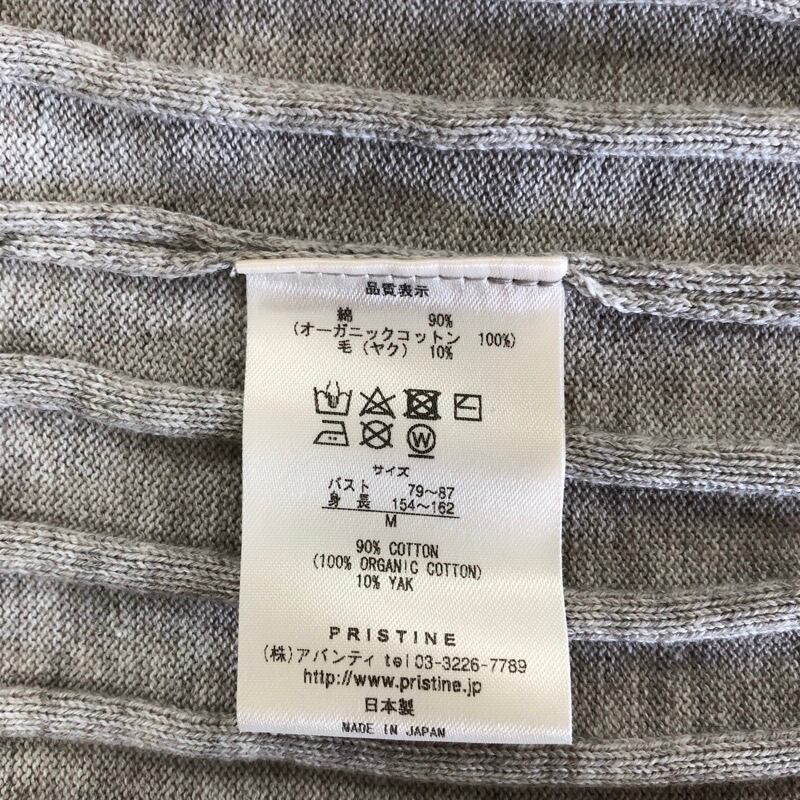 品質表示
綿 90%
(オーガニックコットン 100%)
毛(ヤク) 10%
W
サイズ
バスト 79~87
身長 154~162
M
90% COTTON
(100% ORGANIC COTTON)
10% YAK
PRISTINE
(株)アバンティ tel 03-3226-7789
http://www.pristine.jp
日本製
MADE IN JAPAN